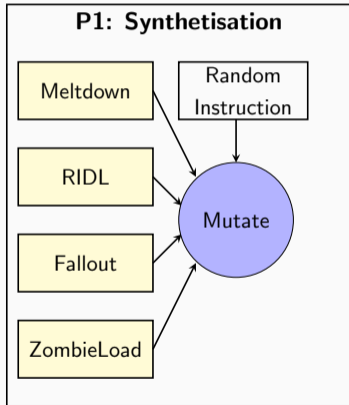 P1: Synthetisation
Meltdown
Random
Instruction
RIDL
Mutate
Fallout
ZombieLoad